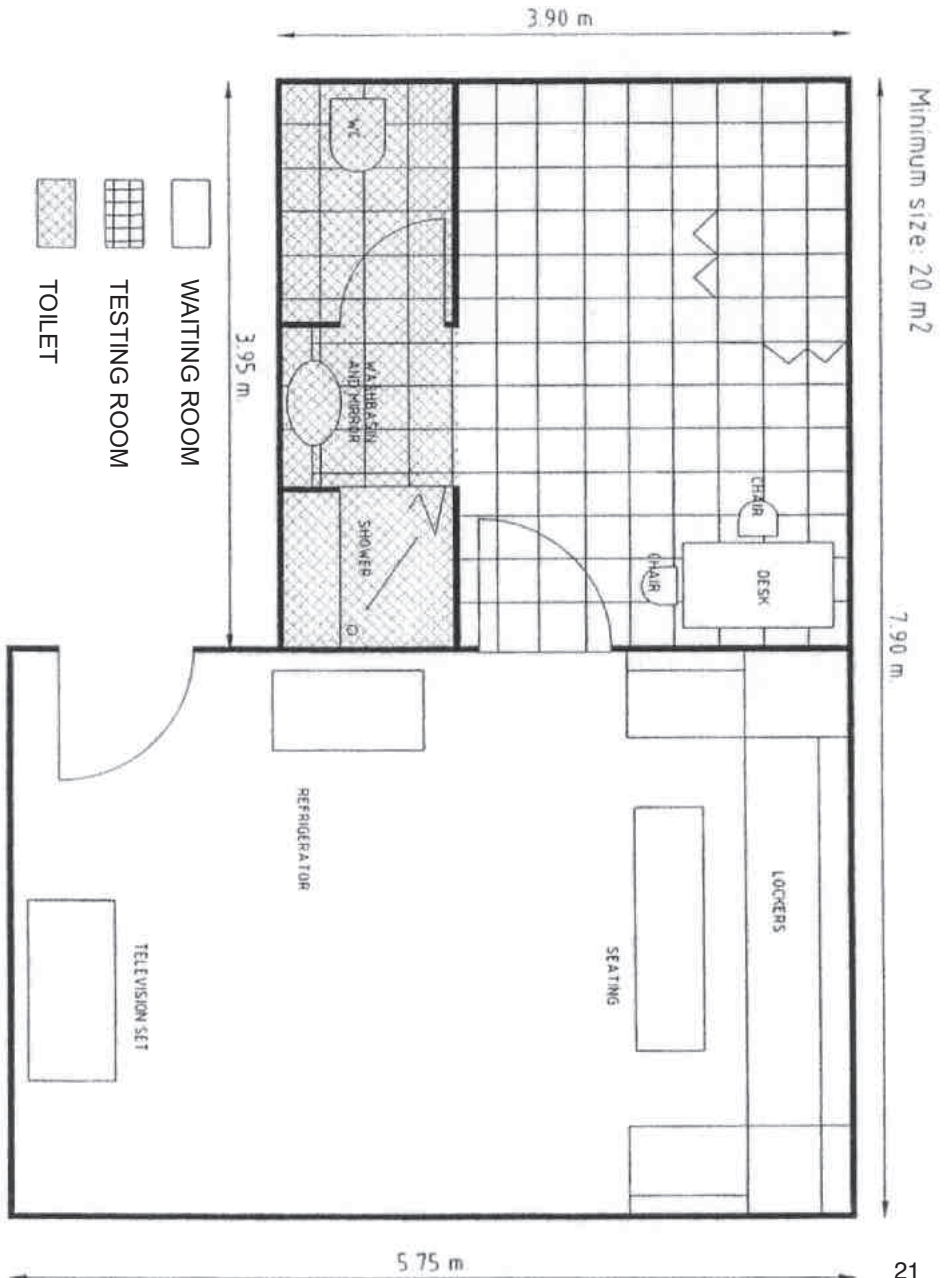 Minimum size: 20 m2
7.90 m.
3.90 m
3.95 m.
5.75 m
WC
WASHBASIN
AND MIRROR
SHOWER
CHAIR
CHAIR
DESK
LOCKERS
SEATING
REFRIGERATOR
TELEVISION SET
WAITING ROOM
TESTING ROOM
TOILET
21